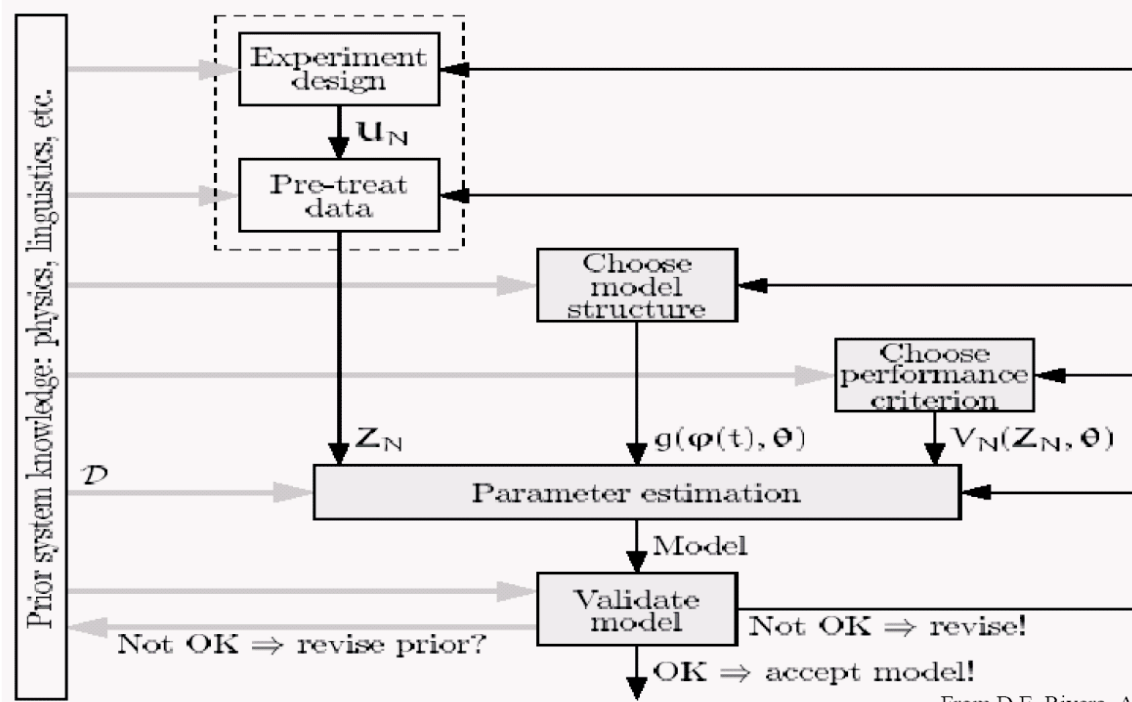 Prior system knowledge: physics, linguistics, etc.
Experiment
design
u_N
Pre-treat
data
Choose
model
structure
Choose
performance
criterion
Z_N
g(φ(t), θ)
V_N(Z_N, θ)
𝒟
Parameter estimation
Model
Validate
model
Not OK ⇒ revise prior?
Not OK ⇒ revise!
OK ⇒ accept model!